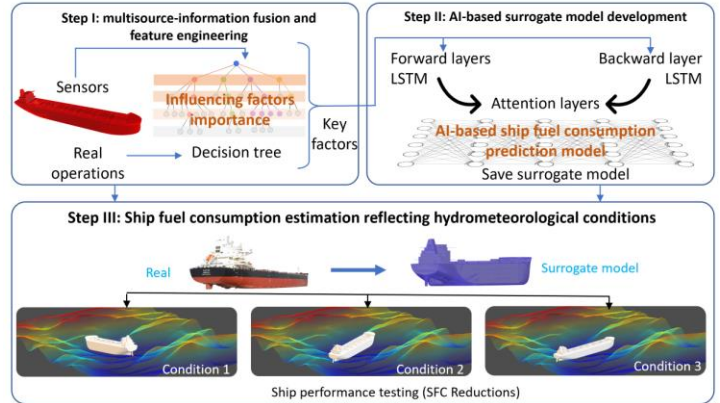 Step I: multisource-information fusion and
feature engineering
Sensors
Influencing factors
importance
Real
operations
Decision tree
Key
factors
Step II: AI-based surrogate model development
Forward layers
LSTM
Backward layer
LSTM
Attention layers
AI-based ship fuel consumption
prediction model
Save surrogate model
Step III: Ship fuel consumption estimation reflecting hydrometeorological conditions
Real
Surrogate model
Condition 1
Condition 2
Condition 3
Ship performance testing (SFC Reductions)